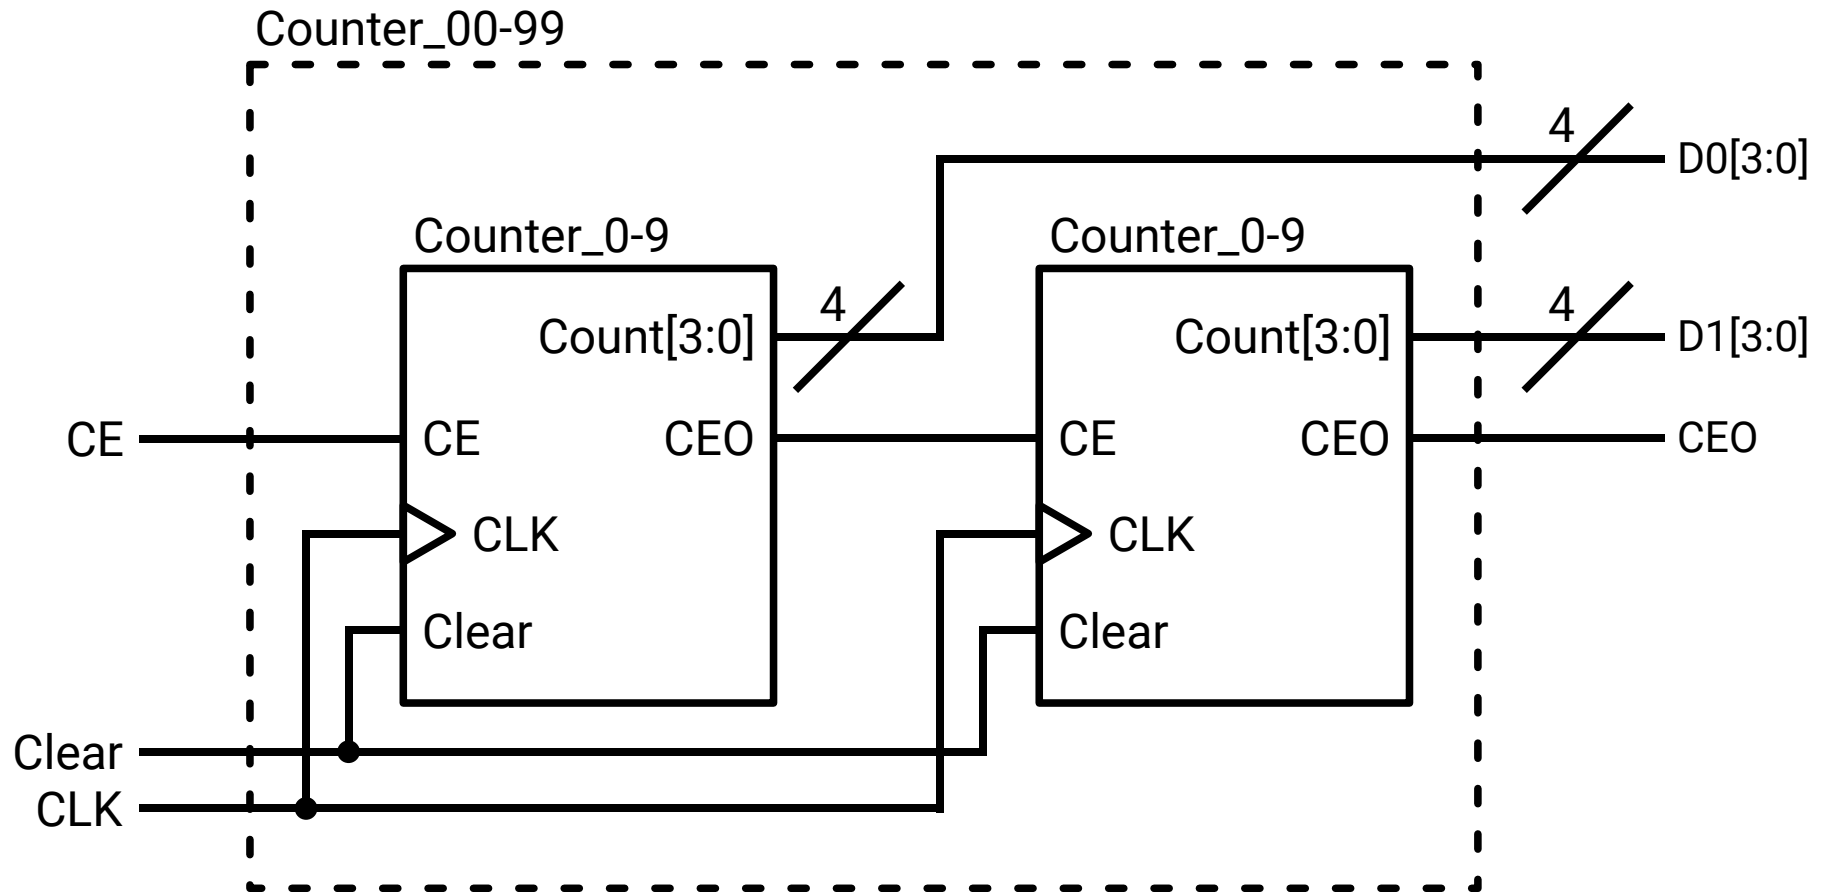 Counter_00-99
4
D0[3:0]
Counter_0-9
Counter_0-9
4
4
Count[3:0]
Count[3:0]
D1[3:0]
CE
CE
CEO
CE
CEO
CEO
CLK
CLK
Clear
Clear
Clear
CLK